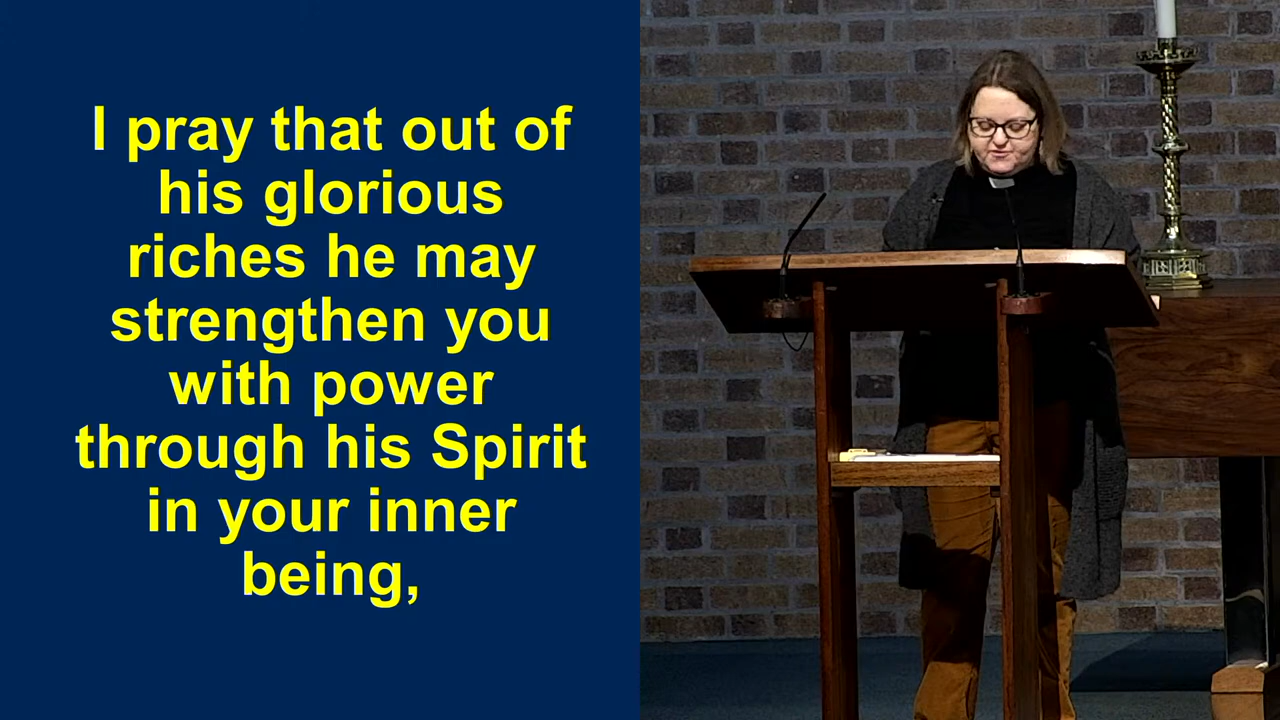 I pray that out of
his glorious
riches he may
strengthen you
with power
through his Spirit
in your inner
being,